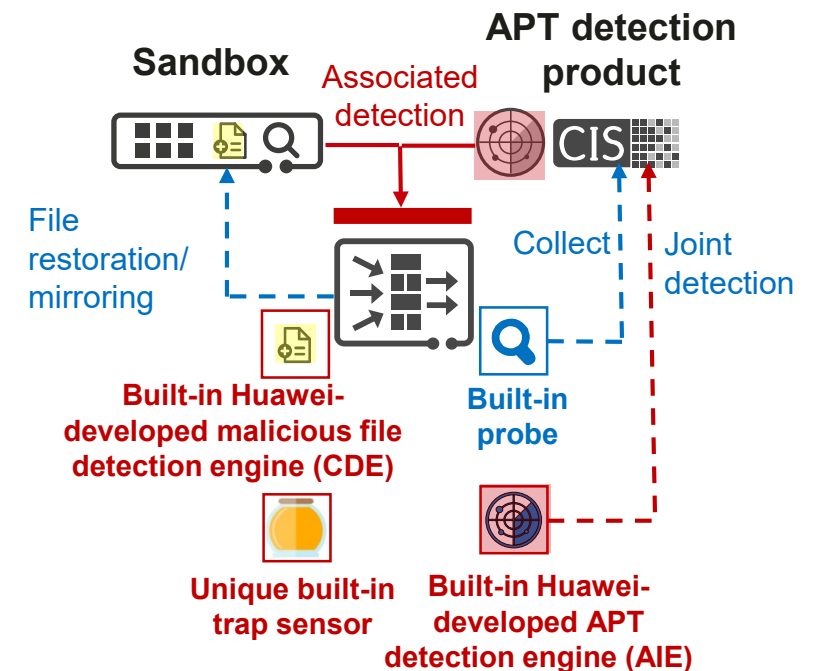 Sandbox
APT detection
product
Associated
detection
CIS
File
restoration/
mirroring
Collect
Joint
detection
Built-in Huawei-
developed malicious file
detection engine (CDE)
Built-in
probe
Unique built-in
trap sensor
Built-in Huawei-
developed APT
detection engine (AIE)